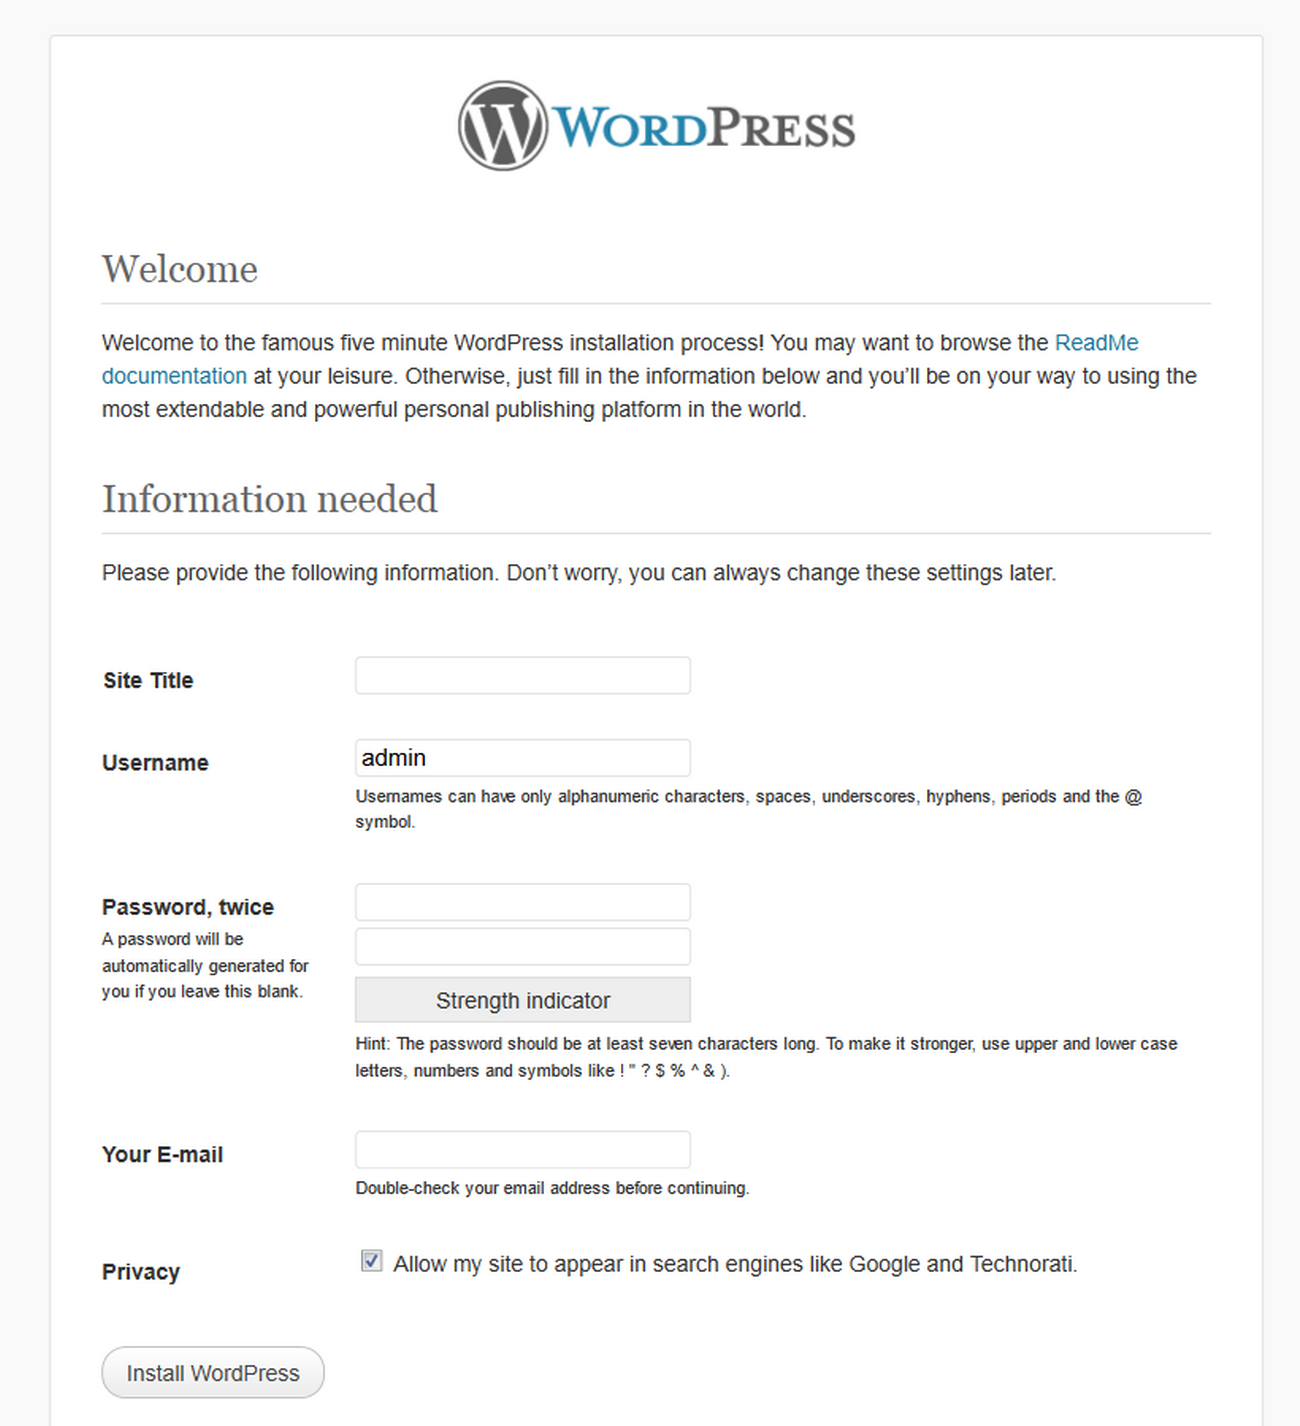 WORDPRESS
Welcome
Welcome to the famous five minute WordPress installation process! You may want to browse the ReadMe
documentation at your leisure. Otherwise, just fill in the information below and you’ll be on your way to using the
most extendable and powerful personal publishing platform in the world.
Information needed
Please provide the following information. Don’t worry, you can always change these settings later.
Site Title
Username
admin
Usernames can have only alphanumeric characters, spaces, underscores, hyphens, periods and the @
symbol.
Password, twice
A password will be
automatically generated for
you if you leave this blank.
Strength indicator
Hint: The password should be at least seven characters long. To make it stronger, use upper and lower case
letters, numbers and symbols like ! " ? $ % ^ & ).
Your E-mail
Double-check your email address before continuing.
Privacy
Allow my site to appear in search engines like Google and Technorati.
Install WordPress